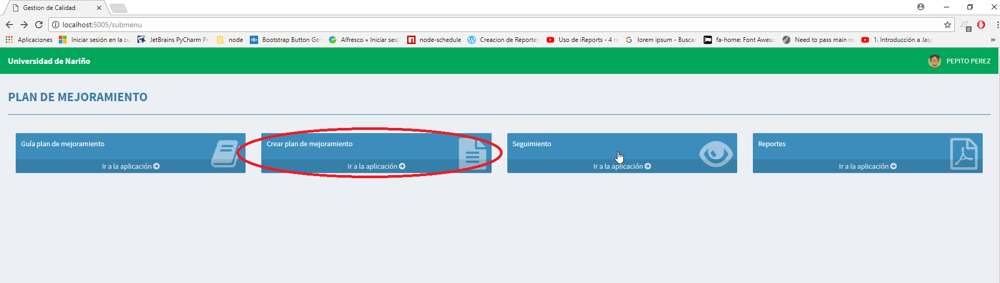 Gestion de Calidad
localhost:5005/submenu
0
Aplicaciones Iniciar sesión en la cu JetBrains PyCharm Pr node Bootstrap Button Ger Alfresco » Iniciar sesi node-schedule Creacion de Reportes Uso de iReports - 4 re lorem ipsum - Buscar fa-home: Font Aweso Need to pass main re 1. Introducción a Jasp »
Universidad de Nariño PEPITO PEREZ
PLAN DE MEJORAMIENTO
Guía plan de mejoramiento
Ir a la aplicación
Crear plan de mejoramiento
Ir a la aplicación
Seguimiento
Ir a la aplicación
Reportes
Ir a la aplicación